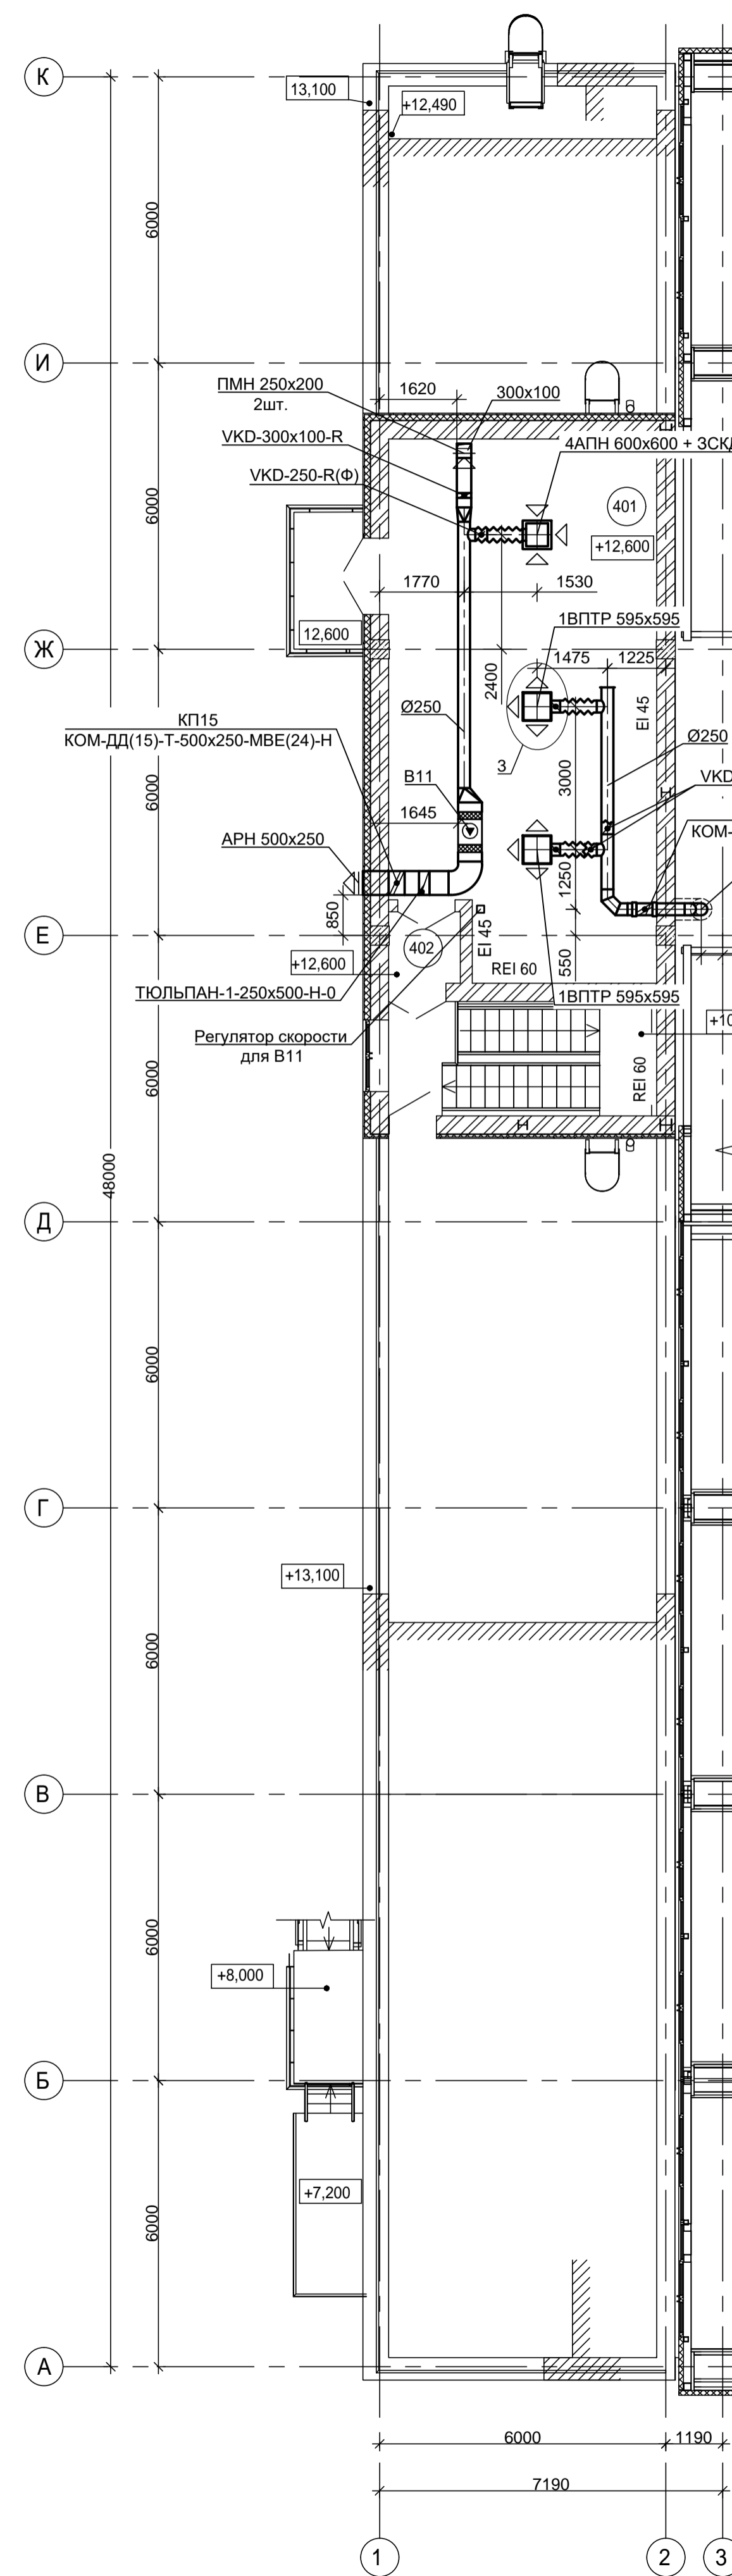 К
13,100
+12,490
6000
И
ПМН 250х200
2шт.
1620
300х100
VKD-300х100-R
4АПН 600х600 + 3СКД
VKD-250-R(Ф)
401
6000
+12,600
1770
1530
12,600
1ВПТР 595х595
Ж
1475
1225
2400
EI 45
КП15
КОМ-ДД(15)-Т-500х250-МВЕ(24)-Н
Ø250
Ø250
3
В11
3000
VKD
6000
1645
КОМ-
АРН 500х250
1250
850
Е
402
EI 45
550
+12,600
REI 60
ТЮЛЬПАН-1-250х500-Н-0
1ВПТР 595х595
+10
Регулятор скорости
для В11
REI 60
6000
48000
Д
6000
Г
+13,100
6000
В
6000
+8,000
Б
+7,200
6000
А
6000
1190
7190
1
2
3